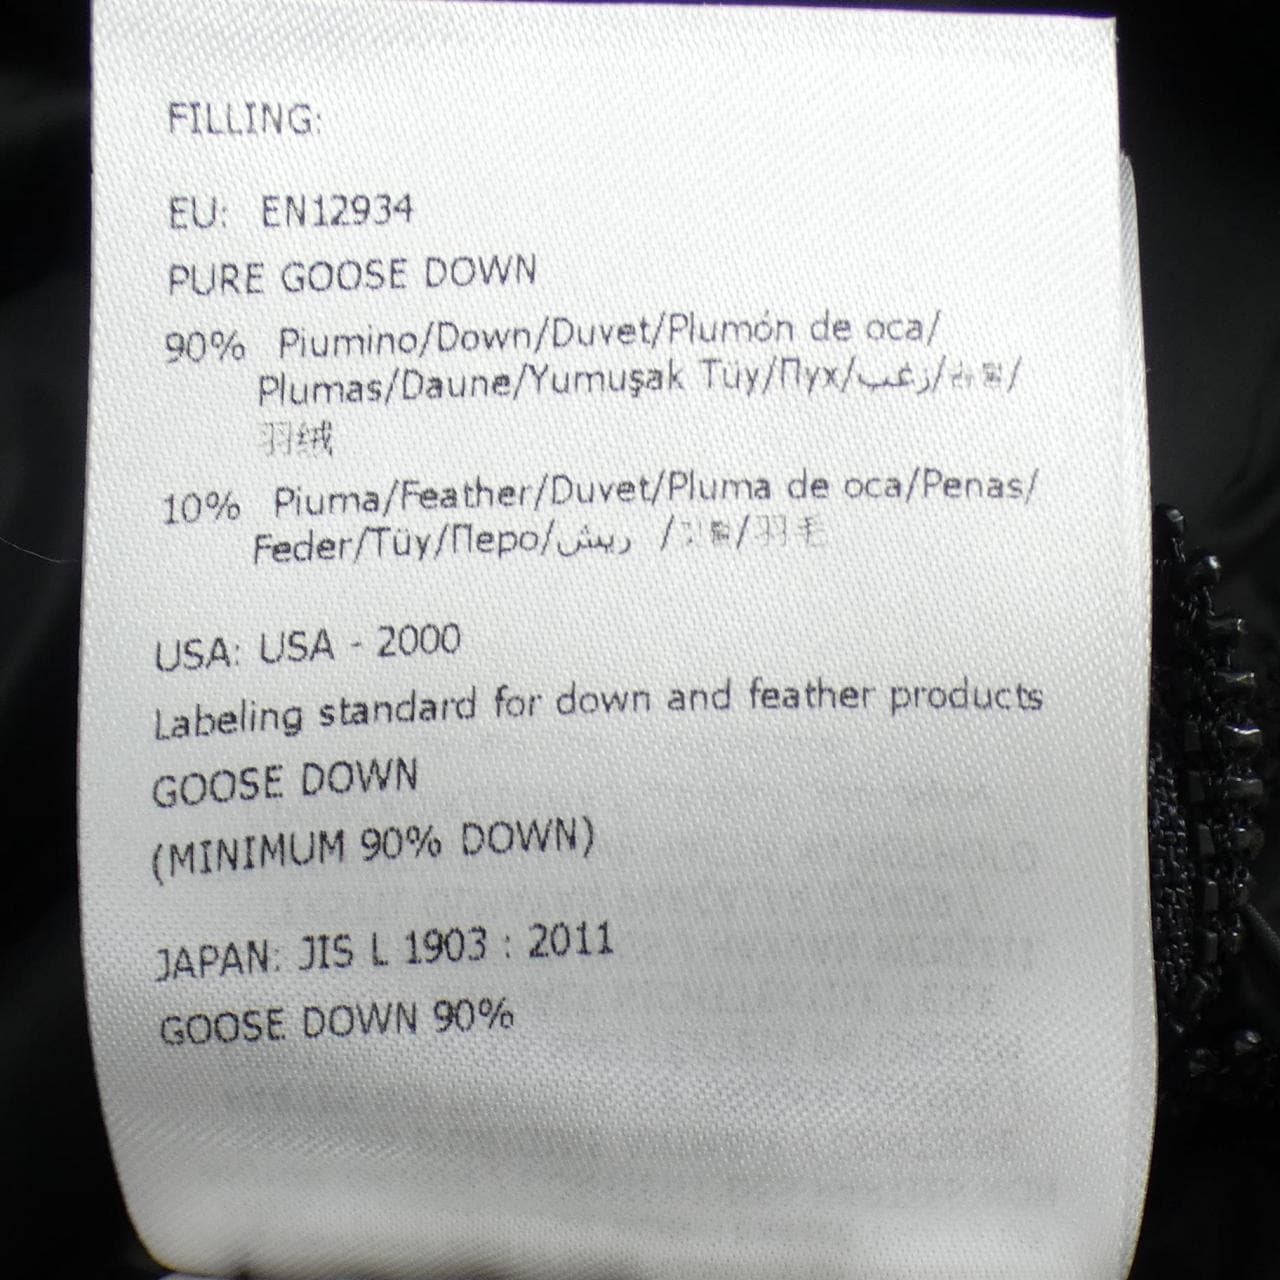 FILLING:
EU: EN12934
PURE GOOSE DOWN
90% Piumino/Down/Duvet/Plumón de oca/
Plumas/Daune/Yumuşak Tüy/Пух/زغب/
羽绒
10% Piuma/Feather/Duvet/Pluma de oca/Penas/
Feder/Tüy/Перо/ريش / /羽毛
USA: USA - 2000
Labeling standard for down and feather products
GOOSE DOWN
(MINIMUM 90% DOWN)
JAPAN: JIS L 1903 : 2011
GOOSE DOWN 90%